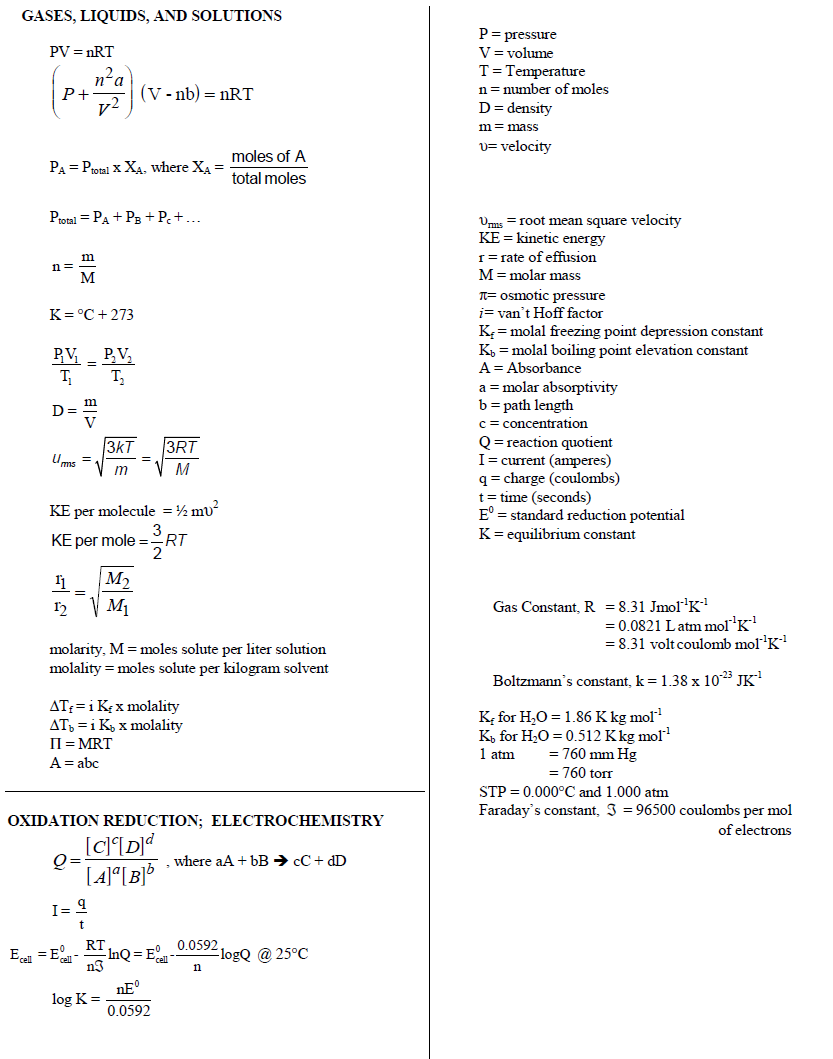 GASES, LIQUIDS, AND SOLUTIONS
PV = nRT
(P + n²a/V²) (V - nb) = nRT
P_A = P_total x X_A, where X_A = moles of A / total moles
P_total = P_A + P_B + P_c + …
n = m/M
K = °C + 273
P₁V₁/T₁ = P₂V₂/T₂
D = m/V
u_rms = √(3kT/m) = √(3RT/M)
KE per molecule = ½ mυ²
KE per mole = 3/2 RT
r₁/r₂ = √(M₂/M₁)
molarity, M = moles solute per liter solution
molality = moles solute per kilogram solvent
ΔT_f = i K_f x molality
ΔT_b = i K_b x molality
Π = MRT
A = abc
OXIDATION REDUCTION; ELECTROCHEMISTRY
Q = [C]^c[D]^d / [A]^a[B]^b , where aA + bB ➔ cC + dD
I = q/t
E_cell = E⁰_cell - RT/nℑ lnQ = E⁰_cell - 0.0592/n logQ @ 25°C
log K = nE⁰/0.0592
P = pressure
V = volume
T = Temperature
n = number of moles
D = density
m = mass
υ= velocity
υ_rms = root mean square velocity
KE = kinetic energy
r = rate of effusion
M = molar mass
π= osmotic pressure
i= van’t Hoff factor
K_f = molal freezing point depression constant
K_b = molal boiling point elevation constant
A = Absorbance
a = molar absorptivity
b = path length
c = concentration
Q = reaction quotient
I = current (amperes)
q = charge (coulombs)
t = time (seconds)
E⁰ = standard reduction potential
K = equilibrium constant
Gas Constant, R = 8.31 Jmol⁻¹K⁻¹
= 0.0821 L atm mol⁻¹K⁻¹
= 8.31 volt coulomb mol⁻¹K⁻¹
Boltzmann’s constant, k = 1.38 x 10⁻²³ JK⁻¹
K_f for H₂O = 1.86 K kg mol⁻¹
K_b for H₂O = 0.512 K kg mol⁻¹
1 atm = 760 mm Hg
= 760 torr
STP = 0.000°C and 1.000 atm
Faraday’s constant, ℑ = 96500 coulombs per mol
of electrons